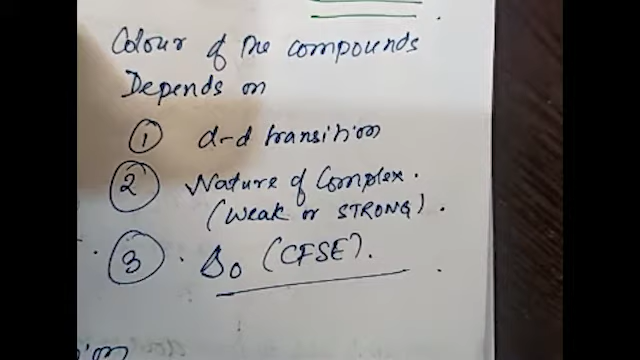 Colour of the compounds
Depends on
① d-d transition
② Nature of Complex.
(Weak or STRONG).
③ . Δo (CFSE).